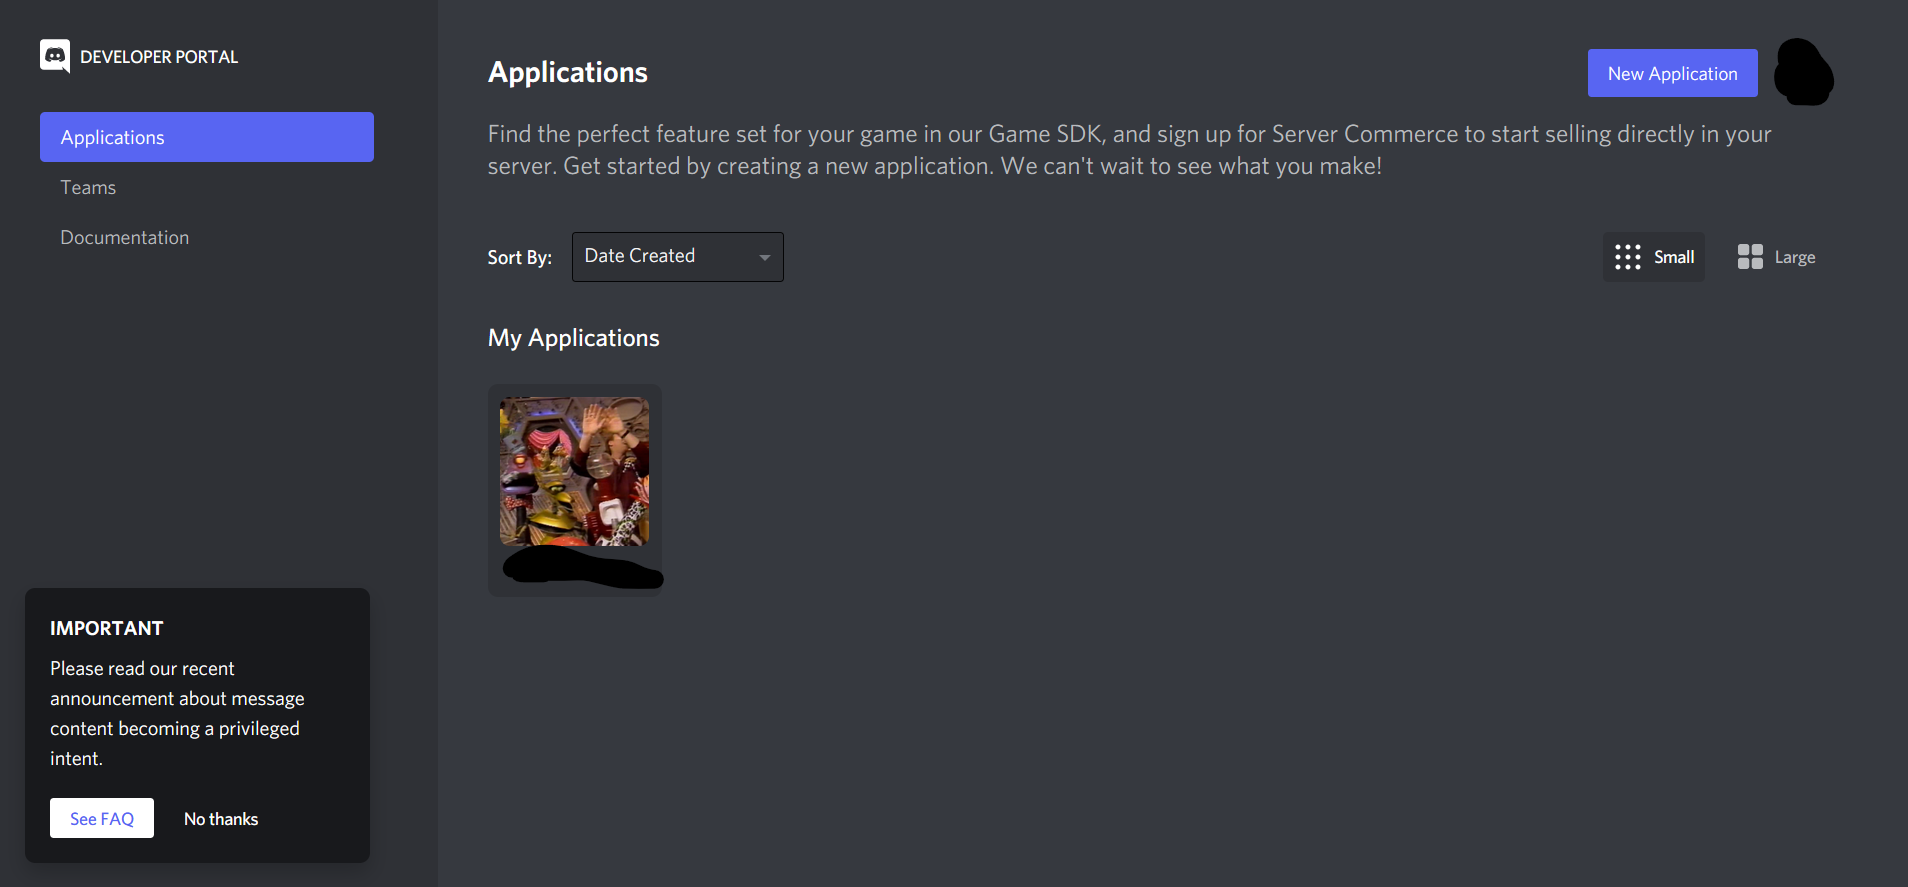 DEVELOPER PORTAL
Applications
Teams
Documentation
IMPORTANT
Please read our recent
announcement about message
content becoming a privileged
intent.
See FAQ
No thanks
Applications
New Application
Find the perfect feature set for your game in our Game SDK, and sign up for Server Commerce to start selling directly in your
server. Get started by creating a new application. We can't wait to see what you make!
Sort By:
Date Created
Small
Large
My Applications